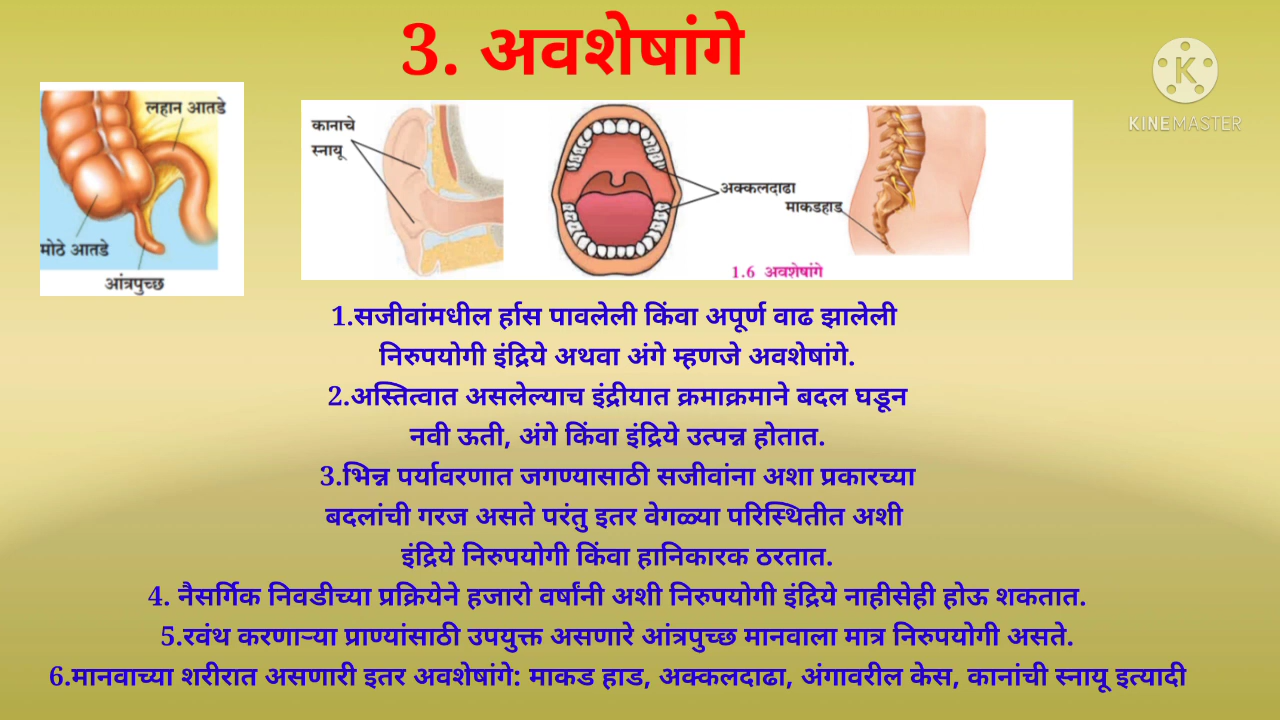 3. अवशेषांगे
KINEMASTER
लहान आतडे
मोठे आतडे
आंत्रपुच्छ
कानाचे
स्नायू
अक्कलदाढा
माकडहाड
1.6 अवशेषांगे
1.सजीवांमधील ऱ्हास पावलेली किंवा अपूर्ण वाढ झालेली
निरुपयोगी इंद्रिये अथवा अंगे म्हणजे अवशेषांगे.
2.अस्तित्वात असलेल्याच इंद्रीयात क्रमाक्रमाने बदल घडून
नवी ऊती, अंगे किंवा इंद्रिये उत्पन्न होतात.
3.भिन्न पर्यावरणात जगण्यासाठी सजीवांना अशा प्रकारच्या
बदलांची गरज असते परंतु इतर वेगळ्या परिस्थितीत अशी
इंद्रिये निरुपयोगी किंवा हानिकारक ठरतात.
4. नैसर्गिक निवडीच्या प्रक्रियेने हजारो वर्षांनी अशी निरुपयोगी इंद्रिये नाहीसेही होऊ शकतात.
5.रवंथ करणाऱ्या प्राण्यांसाठी उपयुक्त असणारे आंत्रपुच्छ मानवाला मात्र निरुपयोगी असते.
6.मानवाच्या शरीरात असणारी इतर अवशेषांगे: माकड हाड, अक्कलदाढा, अंगावरील केस, कानांची स्नायू इत्यादी